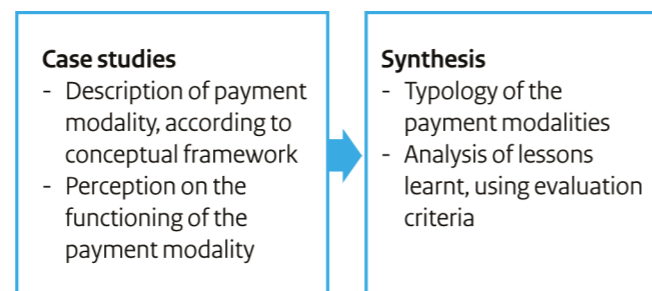 Case studies
- Description of payment
modality, according to
conceptual framework
- Perception on the
functioning of the
payment modality
Synthesis
- Typology of the
payment modalities
- Analysis of lessons
learnt, using evaluation
criteria